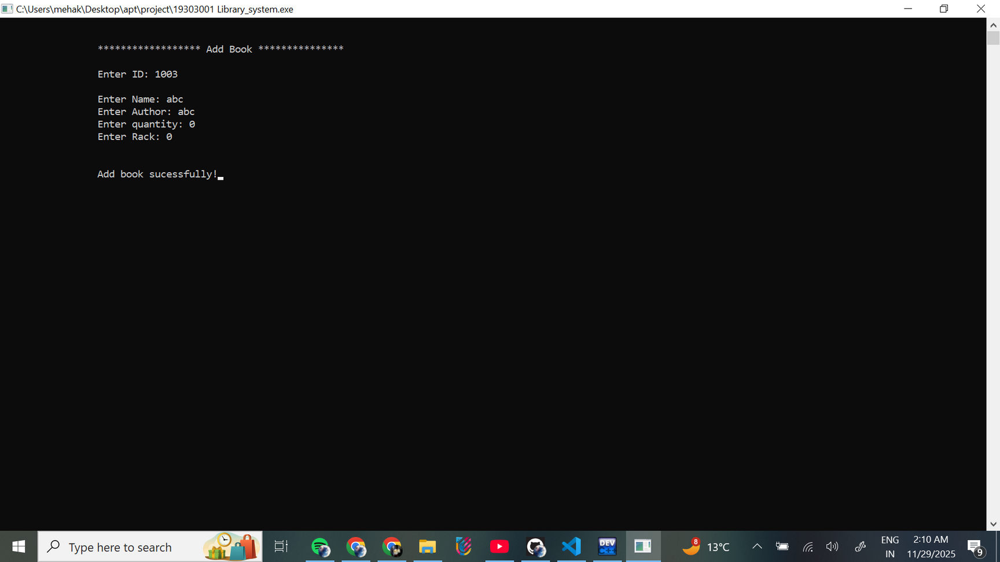 C:\Users\mehak\Desktop\apt\project\19303001 Library_system.exe
****************** Add Book ***************
Enter ID: 1003
Enter Name: abc
Enter Author: abc
Enter quantity: 0
Enter Rack: 0
Add book sucessfully!
Type here to search
DEV
C++
8
13°C
ENG
IN
2:10 AM
11/29/2025
9